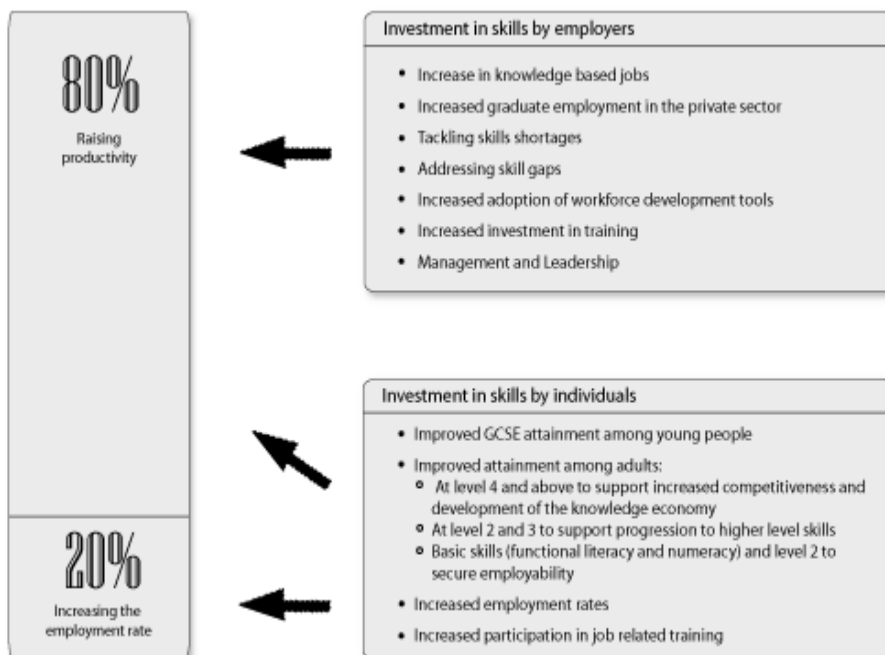 80%
Raising
productivity
20%
Increasing the
employment rate
Investment in skills by employers
• Increase in knowledge based jobs
• Increased graduate employment in the private sector
• Tackling skills shortages
• Addressing skill gaps
• Increased adoption of workforce development tools
• Increased investment in training
• Management and Leadership
Investment in skills by individuals
• Improved GCSE attainment among young people
• Improved attainment among adults:
At level 4 and above to support increased competitiveness and
development of the knowledge economy
At level 2 and 3 to support progression to higher level skills
Basic skills (functional literacy and numeracy) and level 2 to
secure employability
• Increased employment rates
• Increased participation in job related training